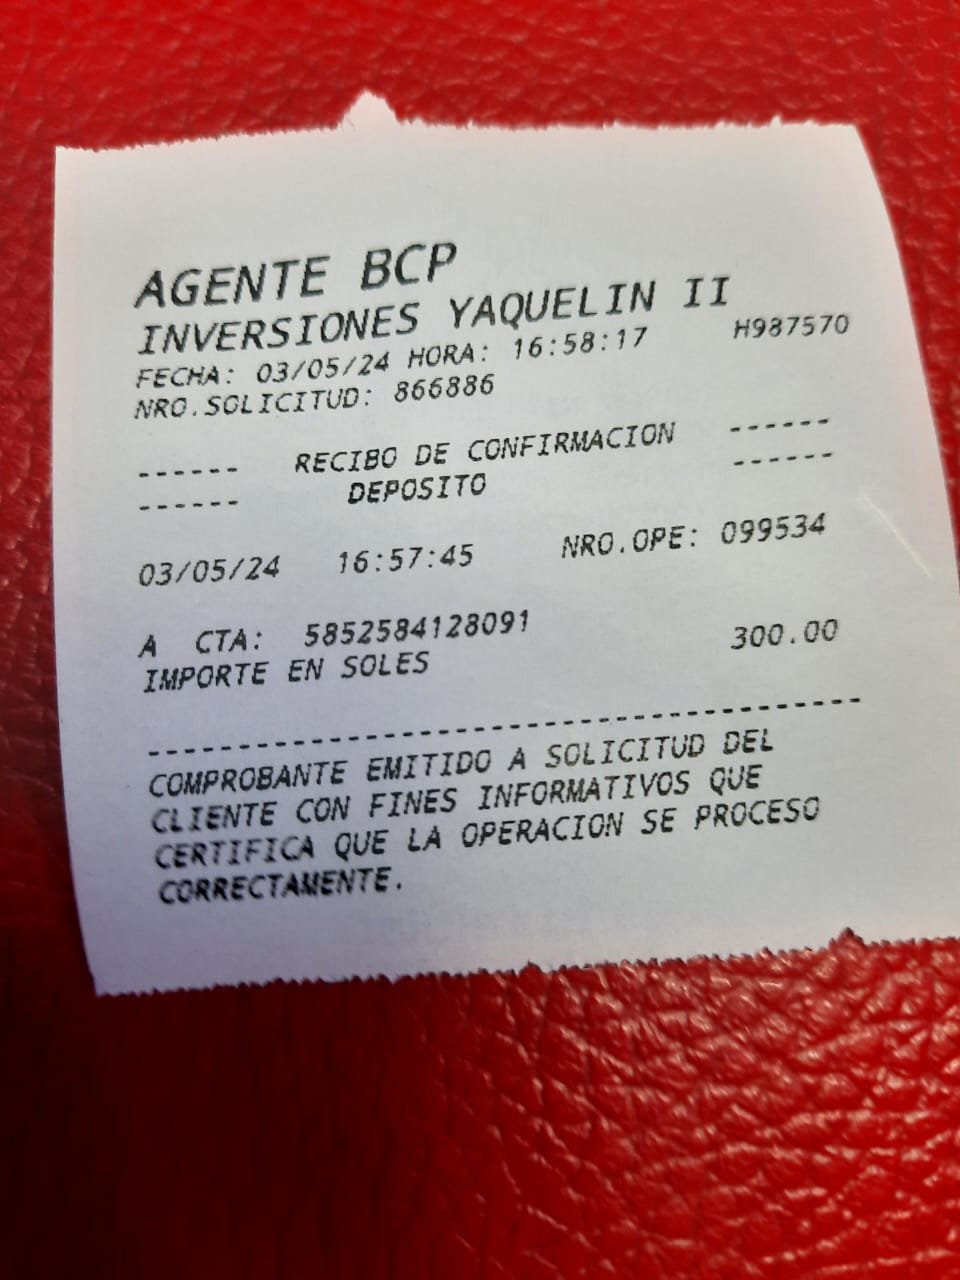 AGENTE BCP
INVERSIONES YAQUELIN II
FECHA: 03/05/24 HORA: 16:58:17 H987570
NRO.SOLICITUD: 866886
------ RECIBO DE CONFIRMACION ------
------ DEPOSITO ------
03/05/24 16:57:45 NRO.OPE: 099534
A CTA: 5852584128091
IMPORTE EN SOLES 300.00
----------------------------------------
COMPROBANTE EMITIDO A SOLICITUD DEL
CLIENTE CON FINES INFORMATIVOS QUE
CERTIFICA QUE LA OPERACION SE PROCESO
CORRECTAMENTE.